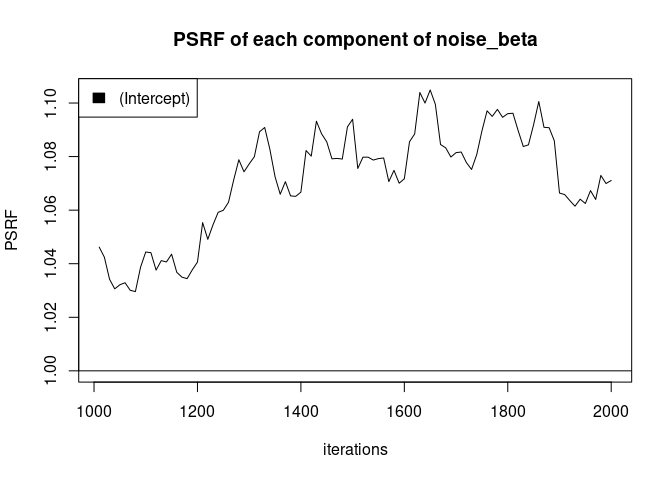 PSRF of each component of noise_beta
(Intercept)
PSRF
1.10
1.08
1.06
1.04
1.02
1.00
1000 1200 1400 1600 1800 2000
iterations